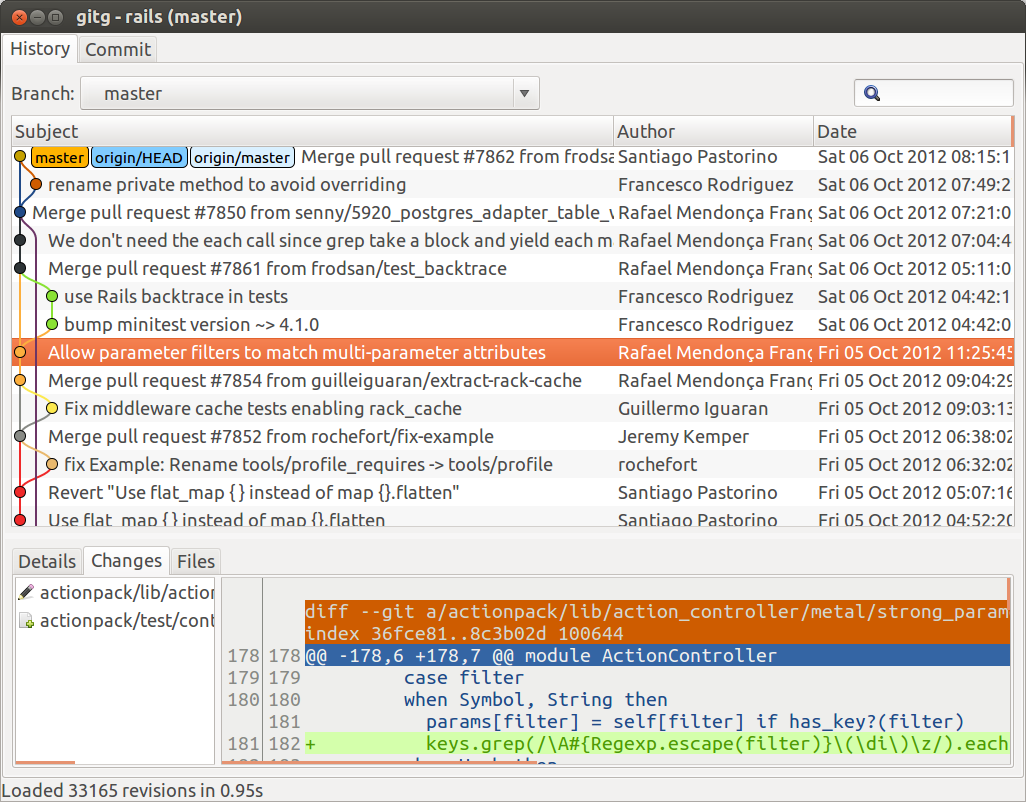 gitg - rails (master)
History Commit
Branch: master
Subject Author Date
master origin/HEAD origin/master Merge pull request #7862 from frodsa Santiago Pastorino Sat 06 Oct 2012 08:15:1
rename private method to avoid overriding Francesco Rodriguez Sat 06 Oct 2012 07:49:2
Merge pull request #7850 from senny/5920_postgres_adapter_table_ Rafael Mendonça Franç Sat 06 Oct 2012 07:21:0
We don't need the each call since grep take a block and yield each m Rafael Mendonça Franç Sat 06 Oct 2012 07:04:4
Merge pull request #7861 from frodsan/test_backtrace Rafael Mendonça Franç Sat 06 Oct 2012 05:11:0
use Rails backtrace in tests Francesco Rodriguez Sat 06 Oct 2012 04:42:1
bump minitest version ~> 4.1.0 Francesco Rodriguez Sat 06 Oct 2012 04:42:0
Allow parameter filters to match multi-parameter attributes Rafael Mendonça Franç Fri 05 Oct 2012 11:25:45
Merge pull request #7854 from guilleiguaran/extract-rack-cache Rafael Mendonça Franç Fri 05 Oct 2012 09:04:29
Fix middleware cache tests enabling rack_cache Guillermo Iguaran Fri 05 Oct 2012 09:03:13
Merge pull request #7852 from rochefort/fix-example Jeremy Kemper Fri 05 Oct 2012 06:38:02
fix Example: Rename tools/profile_requires -> tools/profile rochefort Fri 05 Oct 2012 06:32:02
Revert "Use flat_map { } instead of map {}.flatten" Santiago Pastorino Fri 05 Oct 2012 05:07:16
Use flat_map { } instead of map {}.flatten Santiago Pastorino Fri 05 Oct 2012 04:52:20
Details Changes Files
actionpack/lib/action
actionpack/test/cont
diff --git a/actionpack/lib/action_controller/metal/strong_param
index 36fce81..8c3b02d 100644
178 178 @@ -178,6 +178,7 @@ module ActionController
179 179 case filter
180 180 when Symbol, String then
181 params[filter] = self[filter] if has_key?(filter)
181 182 + keys.grep(/\A#{Regexp.escape(filter)}\(\di\)\z/).each
Loaded 33165 revisions in 0.95s